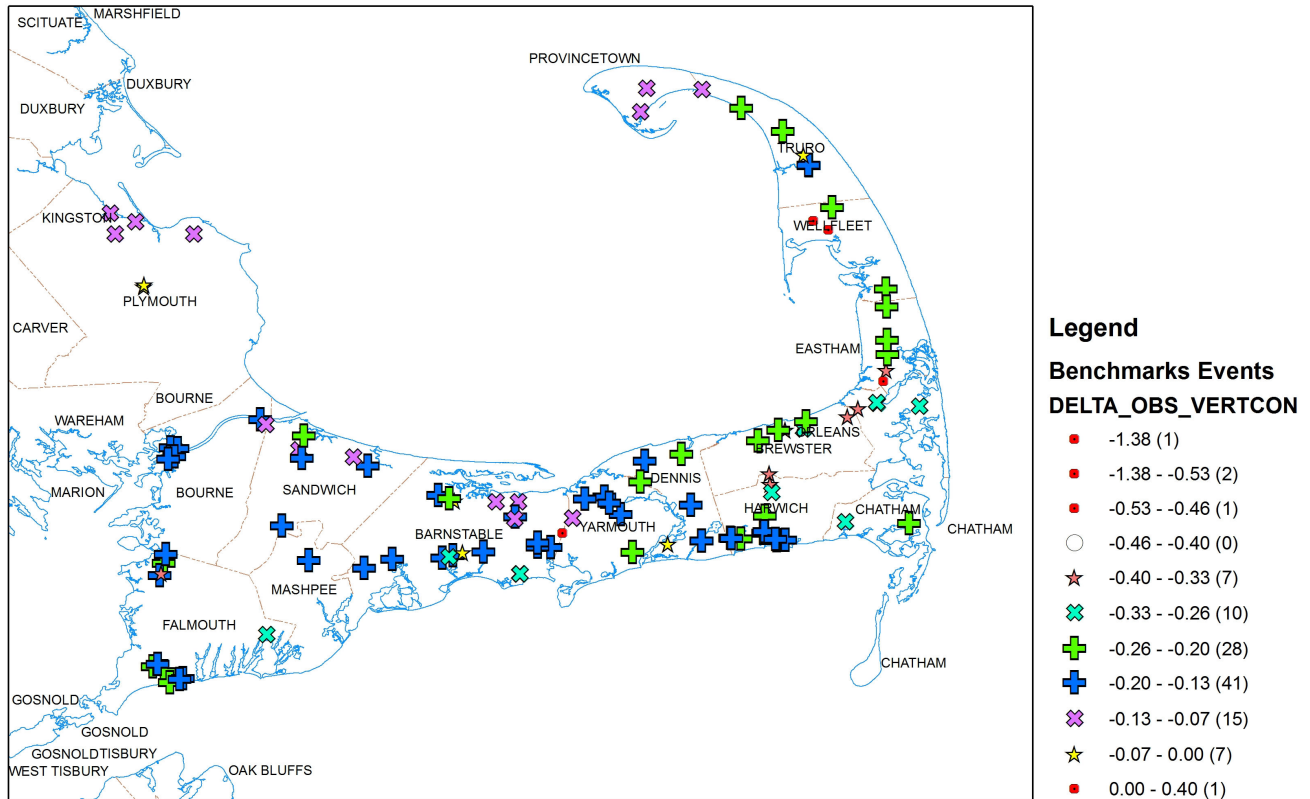 MARSHFIELD
SCITUATE
PROVINCETOWN
DUXBURY
DUXBURY
TRURO
KINGSTON
WELLFLEET
PLYMOUTH
CARVER
EASTHAM
BOURNE
WAREHAM
ORLEANS
BREWSTER
MARION
BOURNE
SANDWICH
DENNIS
HARWICH
CHATHAM
CHATHAM
YARMOUTH
BARNSTABLE
MASHPEE
FALMOUTH
CHATHAM
GOSNOLD
GOSNOLD
GOSNOLD
TISBURY
WEST TISBURY
OAK BLUFFS
Legend
Benchmarks Events
DELTA_OBS_VERTCON
-1.38 (1)
-1.38 - -0.53 (2)
-0.53 - -0.46 (1)
-0.46 - -0.40 (0)
-0.40 - -0.33 (7)
-0.33 - -0.26 (10)
-0.26 - -0.20 (28)
-0.20 - -0.13 (41)
-0.13 - -0.07 (15)
-0.07 - 0.00 (7)
0.00 - 0.40 (1)